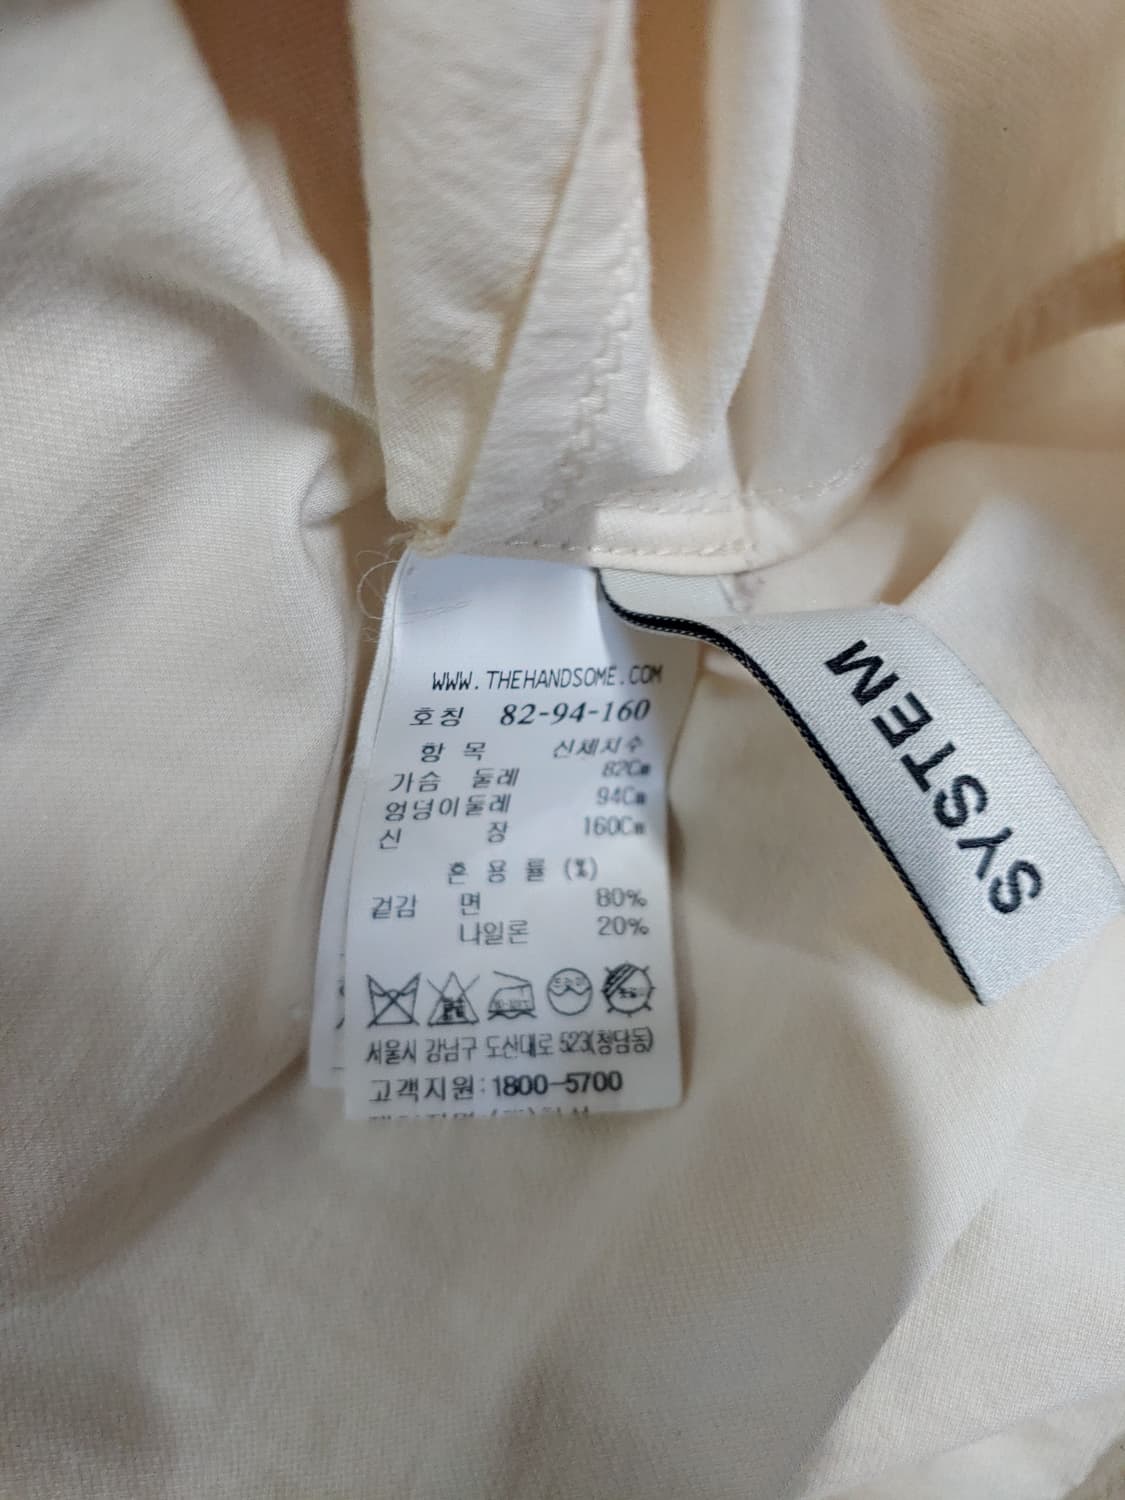 WWW.THEHANDSOME.COM
호칭 82-94-160
항 목 신체치수
가슴 둘레 82Cm
엉덩이둘레 94Cm
신 장 160Cm
혼 용 률 (%)
겉감 면 80%
나일론 20%
서울시 강남구 도산대로 523(청담동)
고객지원:1800-5700
SYSTEM